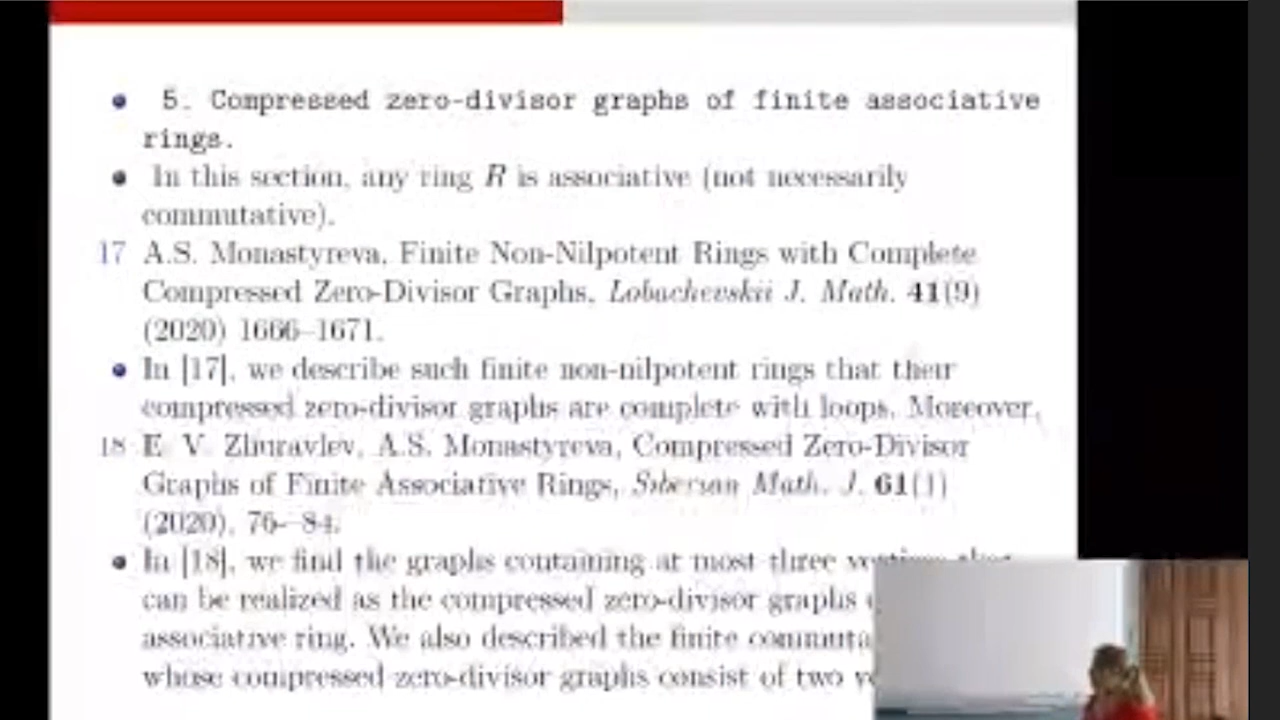 • 5. Compressed zero-divisor graphs of finite associative
rings.
• In this section, any ring R is associative (not necessarily
commutative).
17 A.S. Monastyreva, Finite Non-Nilpotent Rings with Complete
Compressed Zero-Divisor Graphs, Lobachevskii J. Math. 41(9)
(2020) 1666–1671.
• In [17], we describe such finite non-nilpotent rings that their
compressed zero-divisor graphs are complete with loops. Moreover,
18 E. V. Zhuravlev, A.S. Monastyreva, Compressed Zero-Divisor
Graphs of Finite Associative Rings, Siberian Math. J. 61(1)
(2020), 76–84.
• In [18], we find the graphs containing at most three
can be realized as the compressed zero-divisor graphs
associative ring. We also described the finite
whose compressed zero-divisor graphs consist of two